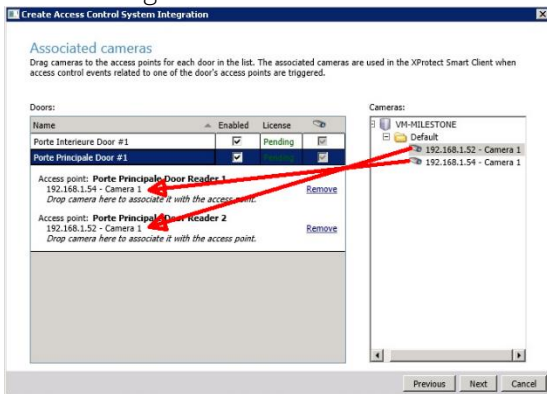 Create Access Control System Integration
Associated cameras
Drag cameras to the access points for each door in the list. The associated cameras are used in the XProtect Smart Client when
access control events related to one of the door's access points are triggered.
Doors:
Name Enabled License
Porte Interieure Door #1 Pending
Porte Principale Door #1 Pending
Access point: Porte Principale Door Reader 1
192.168.1.54 - Camera 1 Remove
Drop camera here to associate it with the access point.
Access point: Porte Principale Door Reader 2
192.168.1.52 - Camera 1 Remove
Drop camera here to associate it with the access point.
Cameras:
VM-MILESTONE
Default
192.168.1.52 - Camera 1
192.168.1.54 - Camera 1
Previous Next Cancel